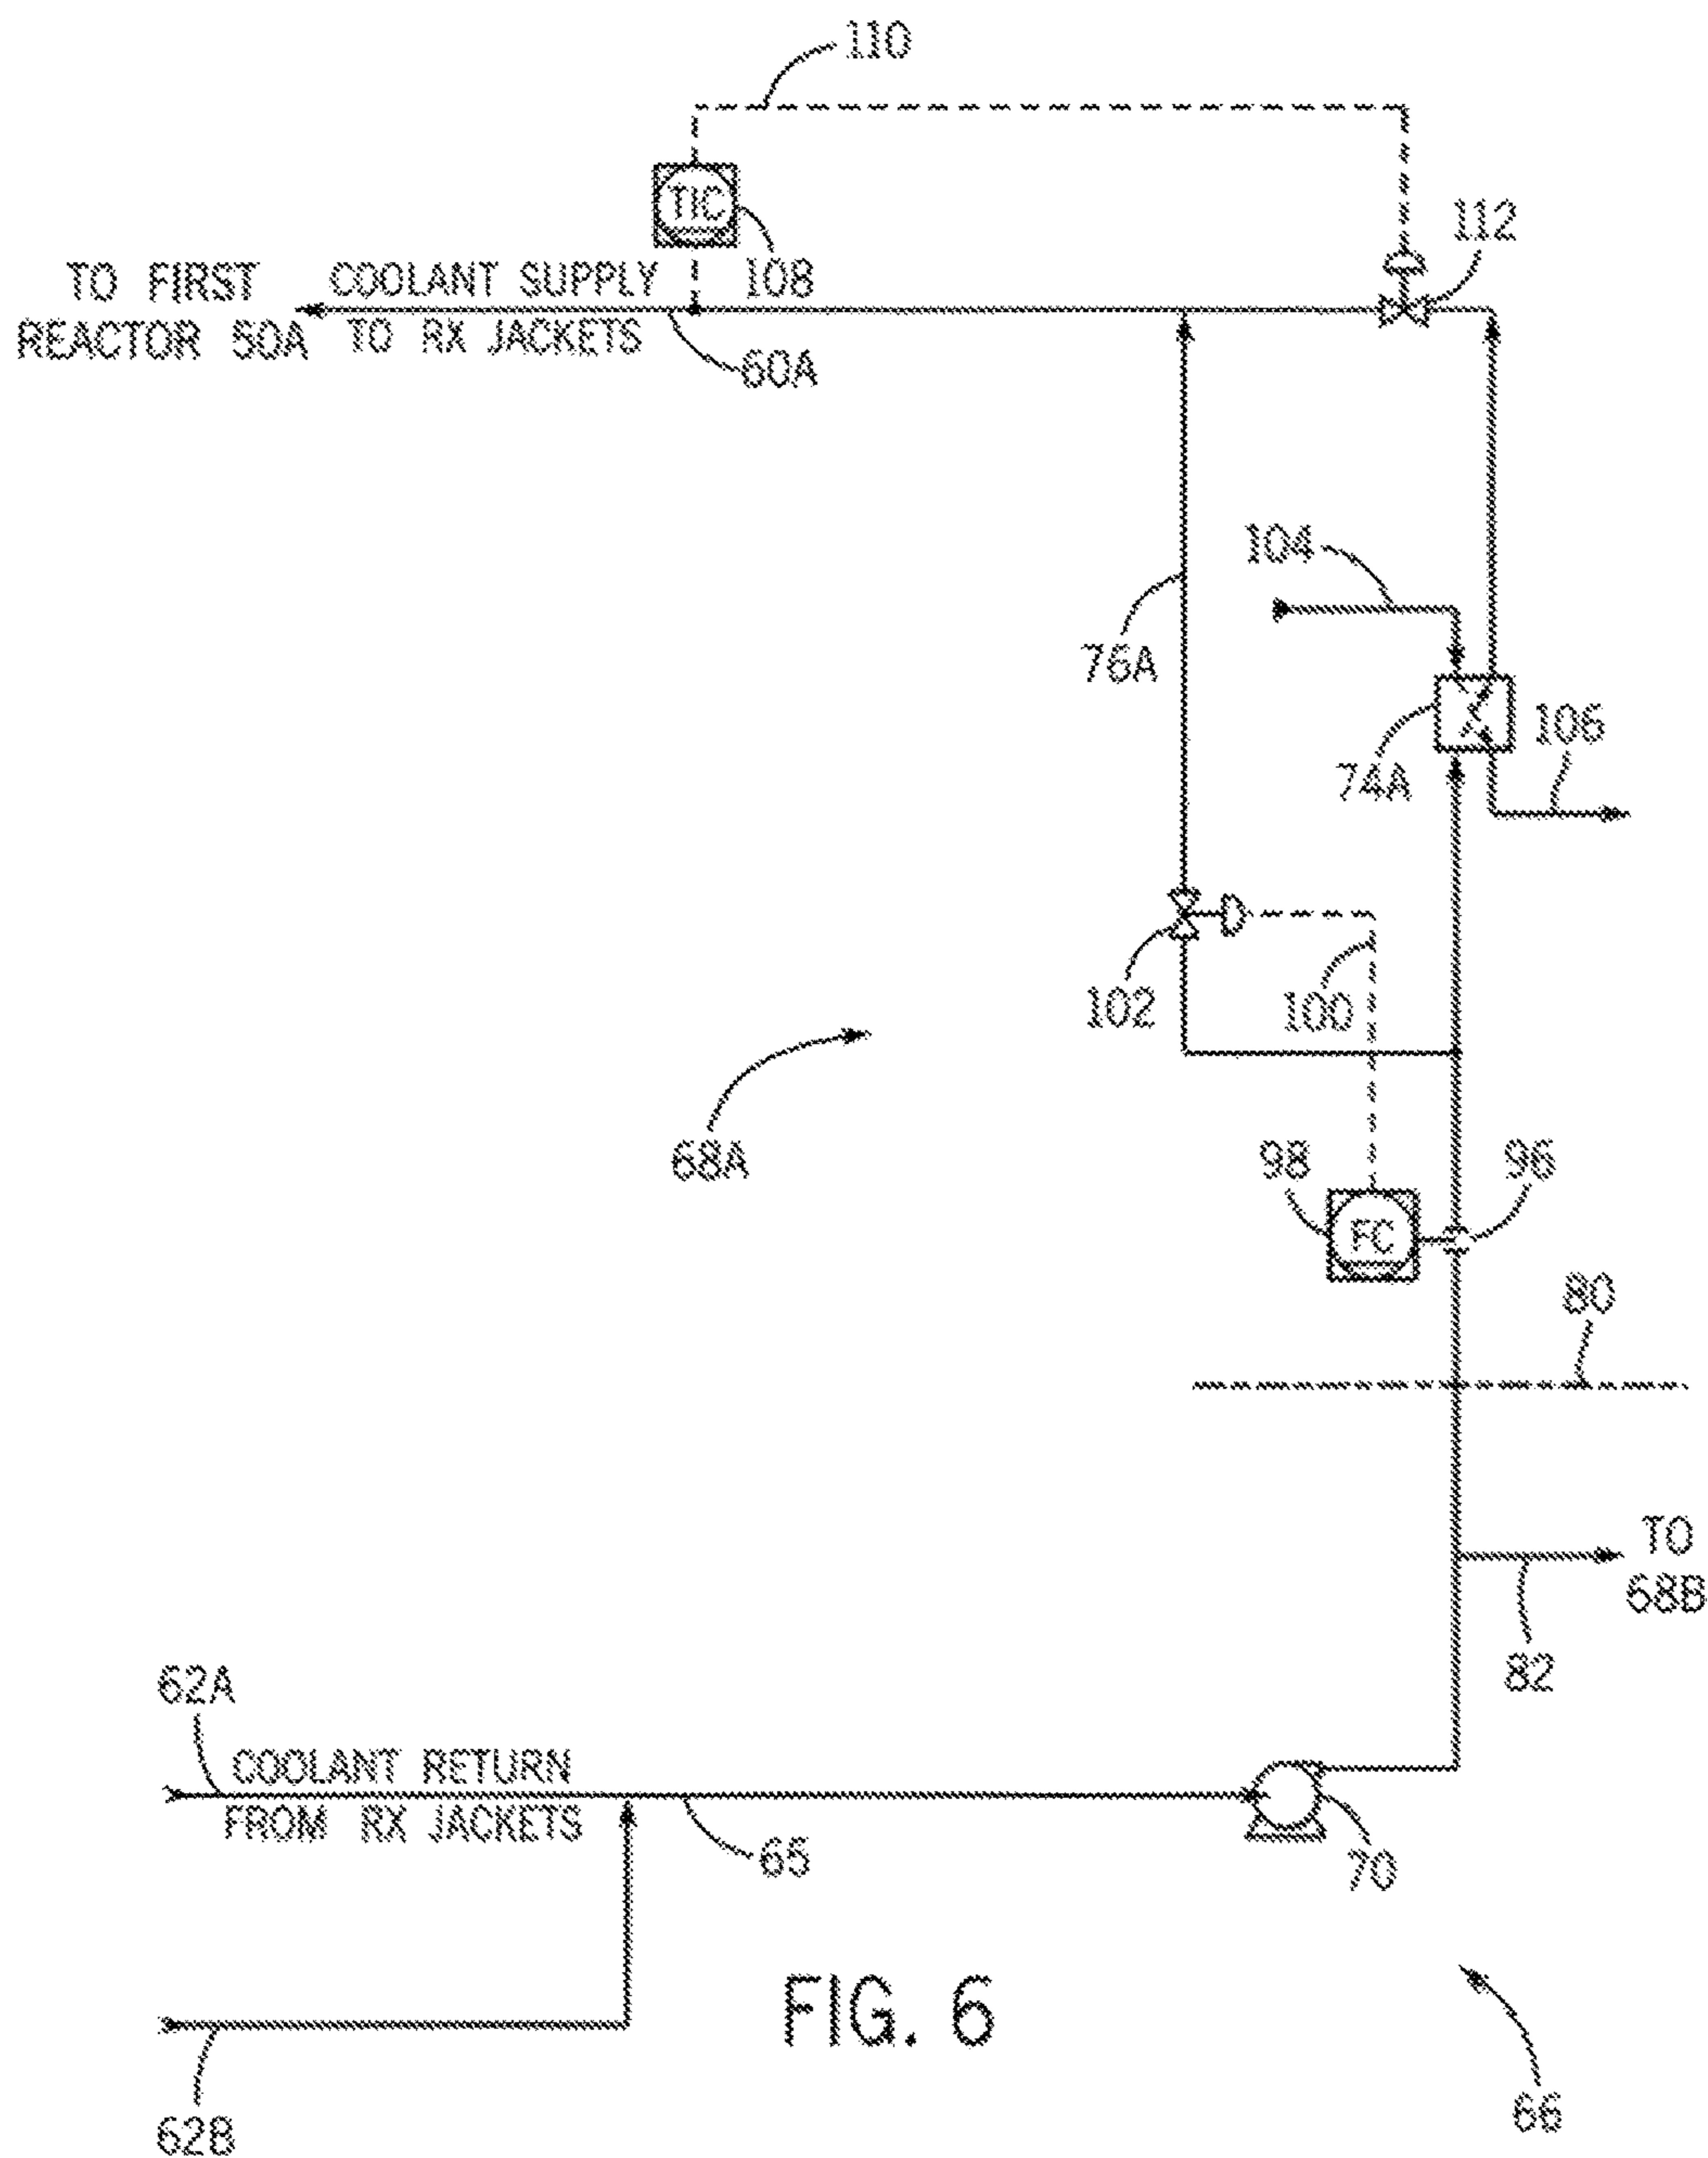 110
TIC
112
TO FIRST
REACTOR 50A
COOLANT SUPPLY
TO RX JACKETS
108
60A
104
76A
74A
106
102
100
68A
98
96
FC
80
TO
68B
82
62A
COOLANT RETURN
FROM RX JACKETS
65
70
FIG. 6
62B
66